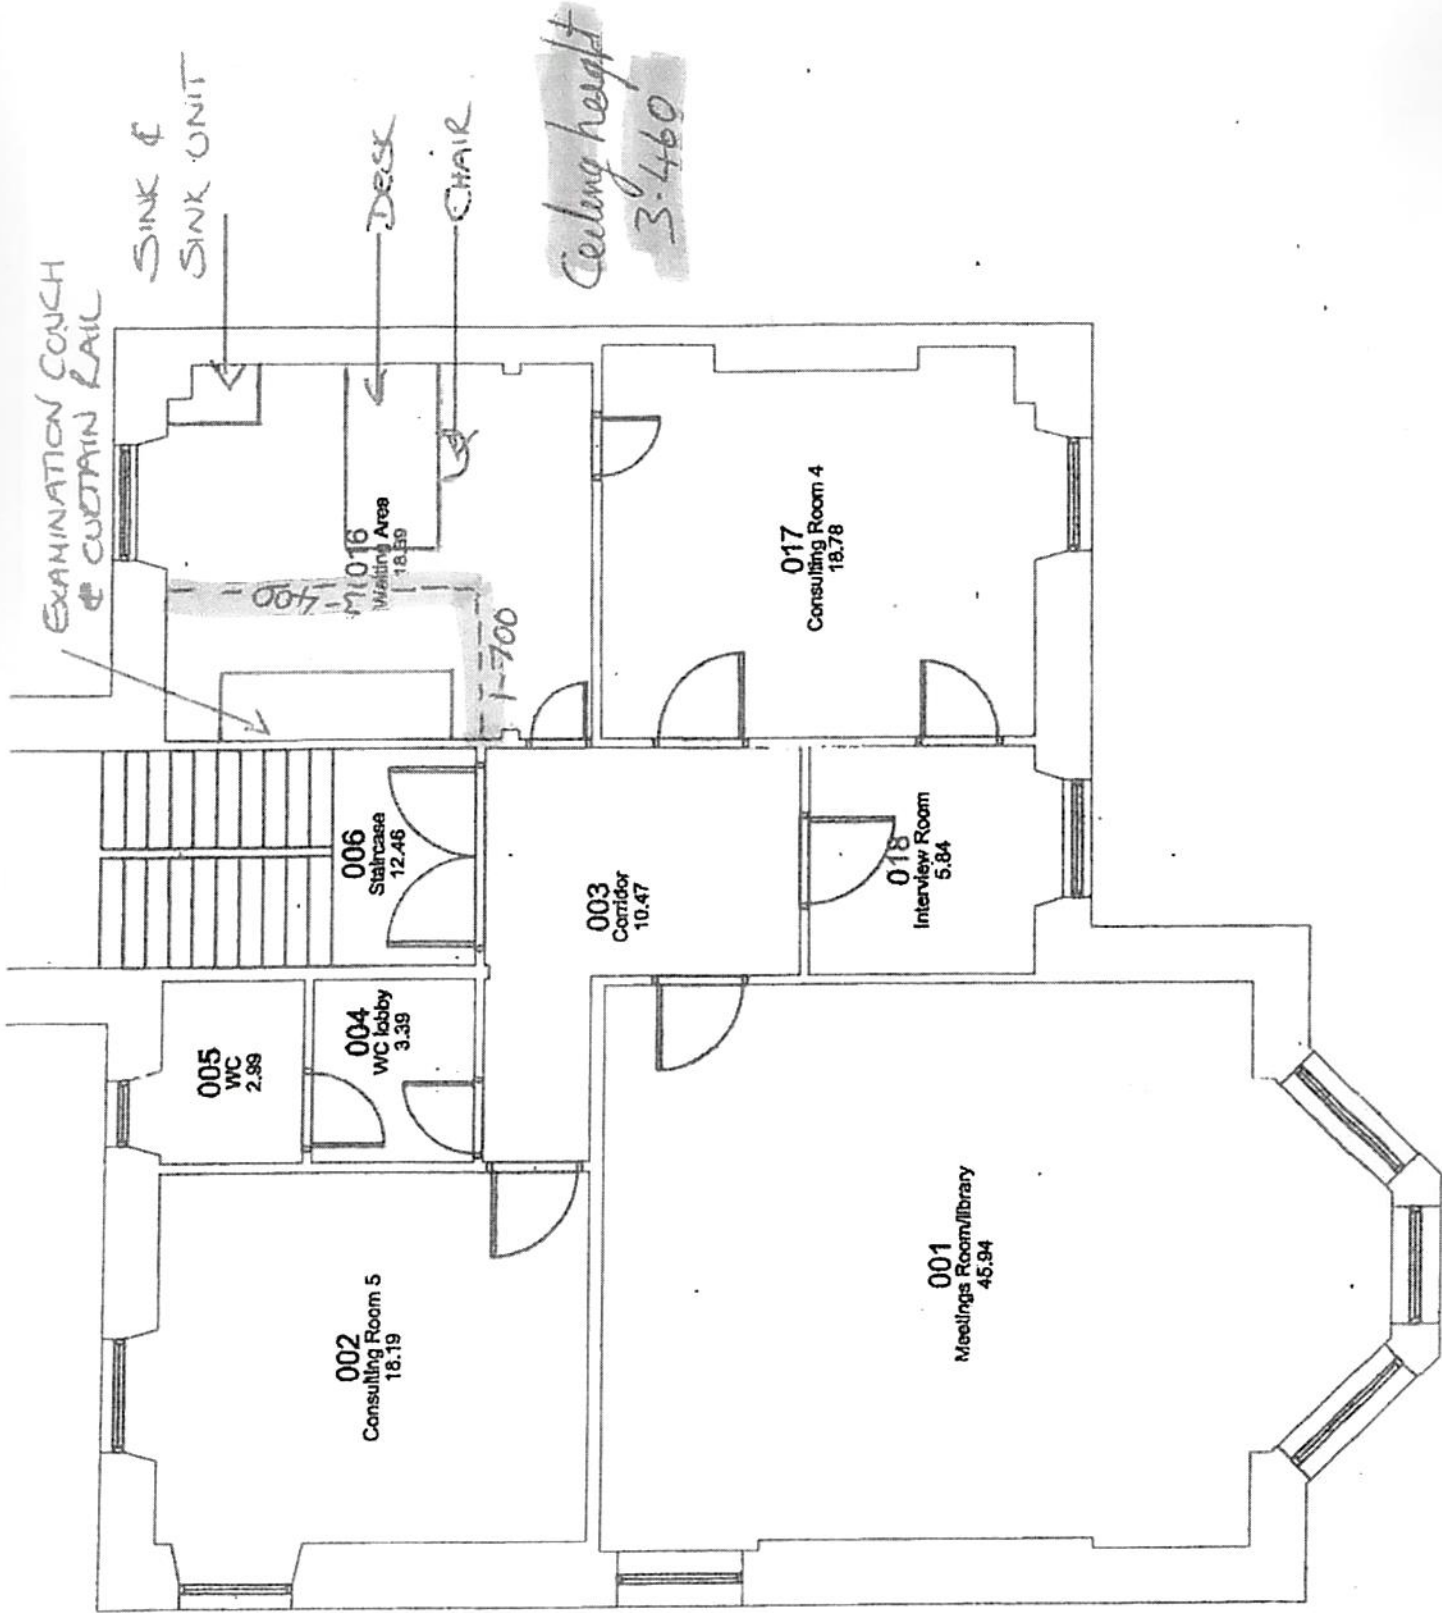 EXAMINATION COUCH
& CURTAIN RAIL
SINK &
SINK UNIT
DESK
CHAIR
Ceiling height
3.460
016
Waiting Area
1-700
017
Consulting Room 4
18.78
006
Staircase
12.46
003
Corridor
10.47
018
Interview Room
5.84
005
WC
2.99
004
WC lobby
3.39
002
Consulting Room 5
18.19
001
Meetings Room/library
45.94